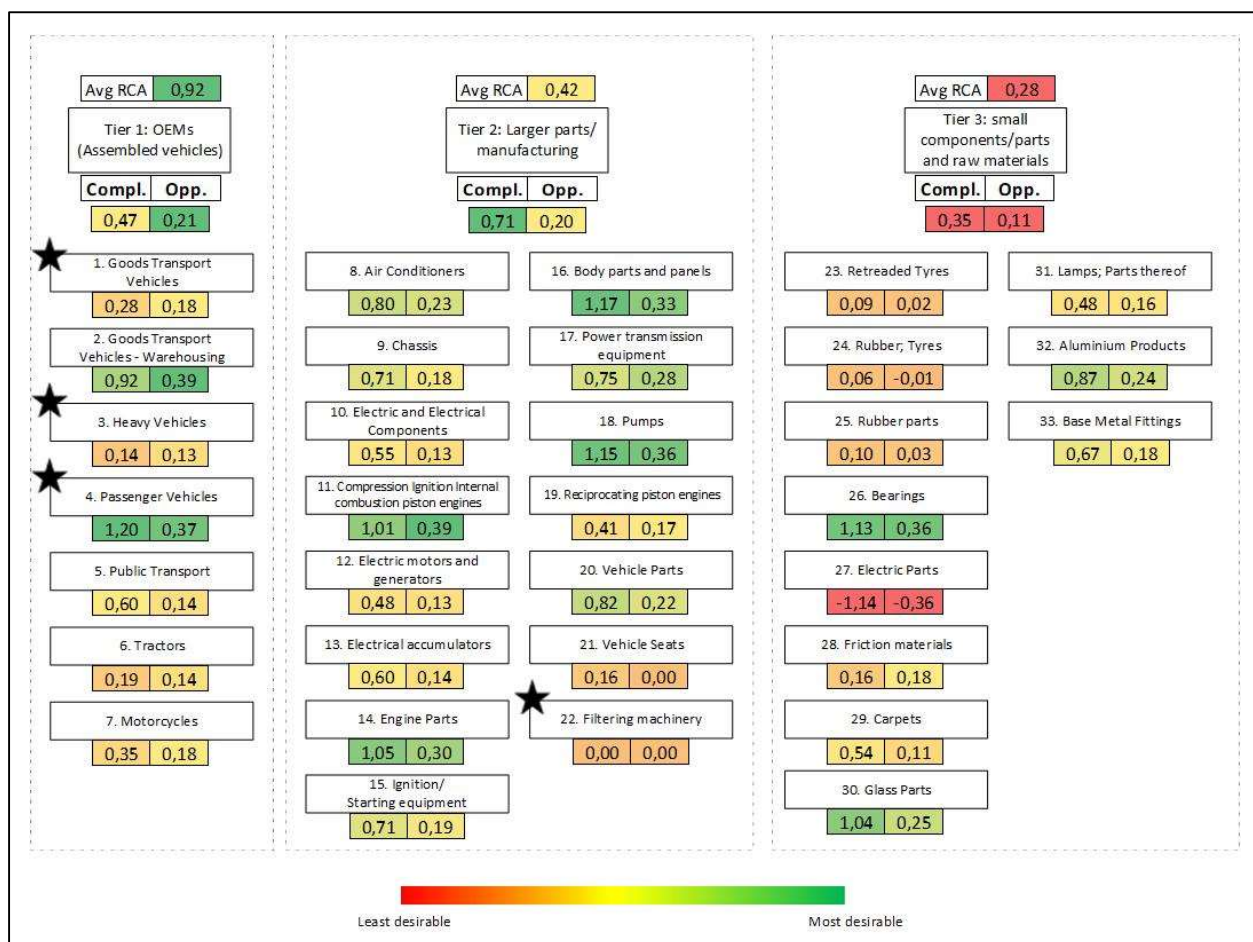 Avg RCA 0,92
Tier 1: OEMs
(Assembled vehicles)
Compl. Opp.
0,47 0,21
1. Goods Transport
Vehicles
0,28 0,18
2. Goods Transport
Vehicles - Warehousing
0,92 0,39
3. Heavy Vehicles
0,14 0,13
4. Passenger Vehicles
1,20 0,37
5. Public Transport
0,60 0,14
6. Tractors
0,19 0,14
7. Motorcycles
0,35 0,18
Avg RCA 0,42
Tier 2: Larger parts/
manufacturing
Compl. Opp.
0,71 0,20
8. Air Conditioners
0,80 0,23
9. Chassis
0,71 0,18
10. Electric and Electrical
Components
0,55 0,13
11. Compression Ignition Internal
combustion piston engines
1,01 0,39
12. Electric motors and
generators
0,48 0,13
13. Electrical accumulators
0,60 0,14
14. Engine Parts
1,05 0,30
15. Ignition/
Starting equipment
0,71 0,19
16. Body parts and panels
1,17 0,33
17. Power transmission
equipment
0,75 0,28
18. Pumps
1,15 0,36
19. Reciprocating piston engines
0,41 0,17
20. Vehicle Parts
0,82 0,22
21. Vehicle Seats
0,16 0,00
22. Filtering machinery
0,00 0,00
Avg RCA 0,28
Tier 3: small
components/parts
and raw materials
Compl. Opp.
0,35 0,11
23. Retreaded Tyres
0,09 0,02
24. Rubber; Tyres
0,06 -0,01
25. Rubber parts
0,10 0,03
26. Bearings
1,13 0,36
27. Electric Parts
-1,14 -0,36
28. Friction materials
0,16 0,18
29. Carpets
0,54 0,11
30. Glass Parts
1,04 0,25
31. Lamps; Parts thereof
0,48 0,16
32. Aluminium Products
0,87 0,24
33. Base Metal Fittings
0,67 0,18
Least desirable
Most desirable